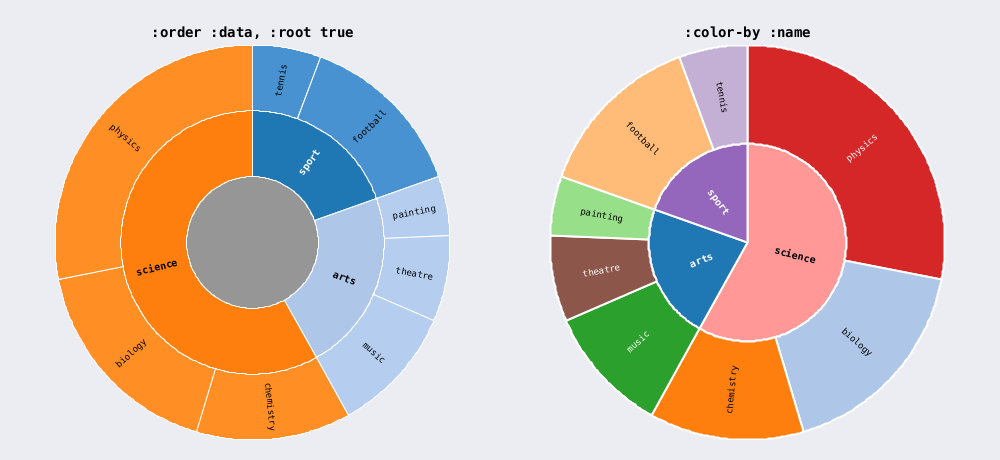 :order :data, :root true
tennis
football
sport
painting
theatre
arts
music
chemistry
biology
science
physics
:color-by :name
physics
science
biology
chemistry
music
arts
theatre
painting
sport
football
tennis